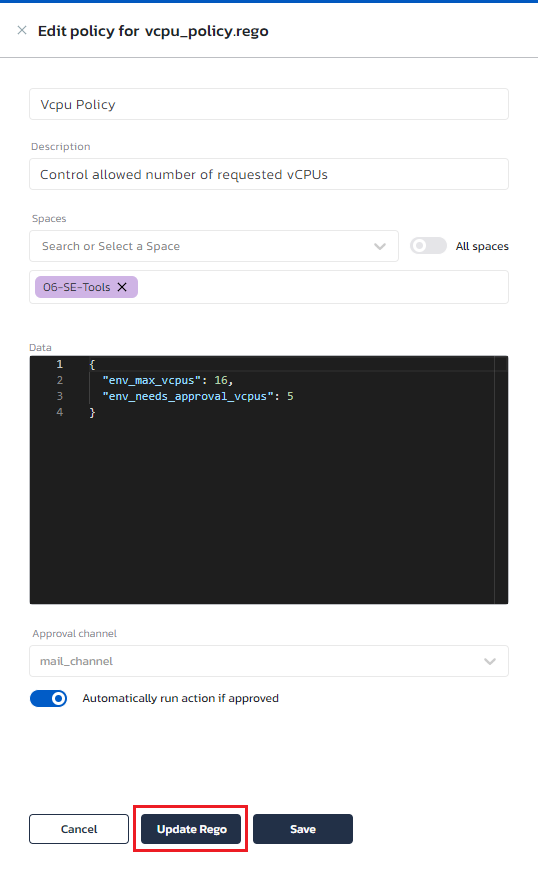 Edit policy for vcpu_policy.rego
Vcpu Policy
Description
Control allowed number of requested vCPUs
Spaces
Search or Select a Space
All spaces
06-SE-Tools
Data
1 {
2 "env_max_vcpus": 16,
3 "env_needs_approval_vcpus": 5
4 }
Approval channel
mail_channel
Automatically run action if approved
Cancel Update Rego Save